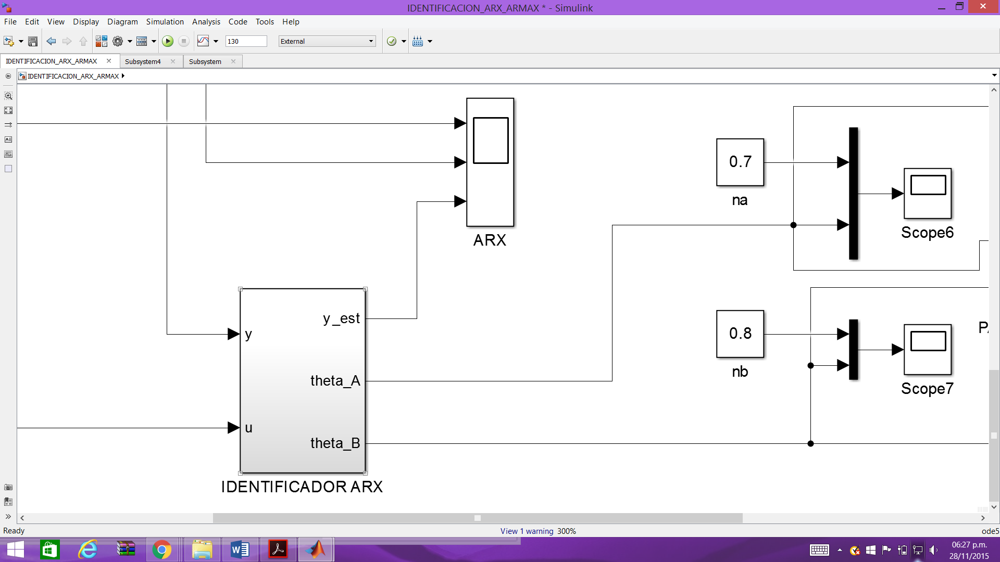 IDENTIFICACION_ARX_ARMAX * - Simulink
File Edit View Display Diagram Simulation Analysis Code Tools Help
130
External
IDENTIFICACION_ARX_ARMAX
Subsystem4
Subsystem
IDENTIFICACION_ARX_ARMAX
ARX
0.7
na
Scope6
y_est
y
theta_A
u
theta_B
IDENTIFICADOR ARX
0.8
nb
Scope7
Ready
View 1 warning 300%
ode5
06:27 p.m.
28/11/2015